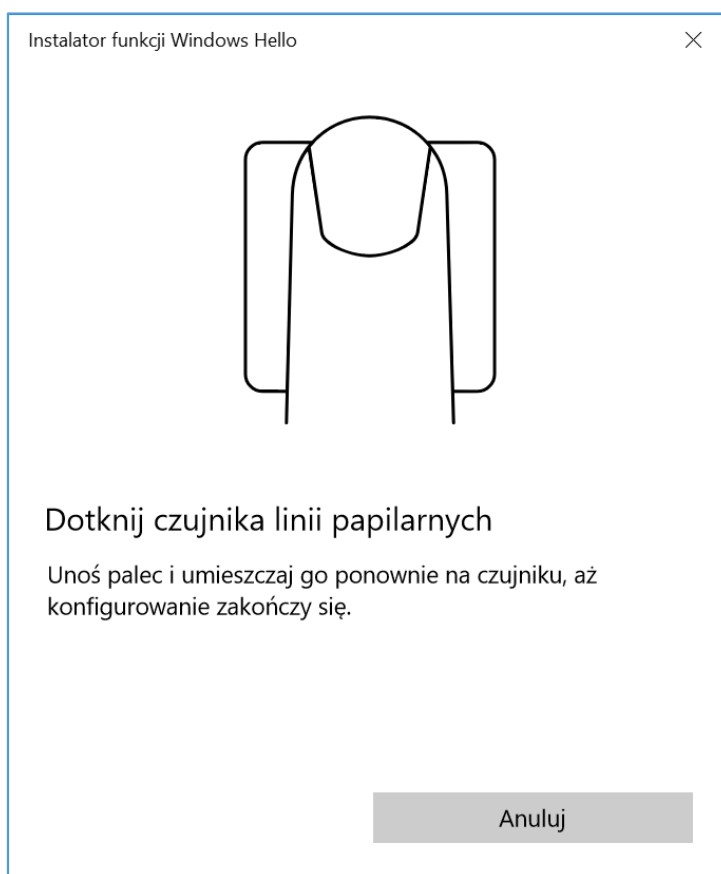 Instalator funkcji Windows Hello
Dotknij czujnika linii papilarnych
Unoś palec i umieszczaj go ponownie na czujniku, aż
konfigurowanie zakończy się.
Anuluj